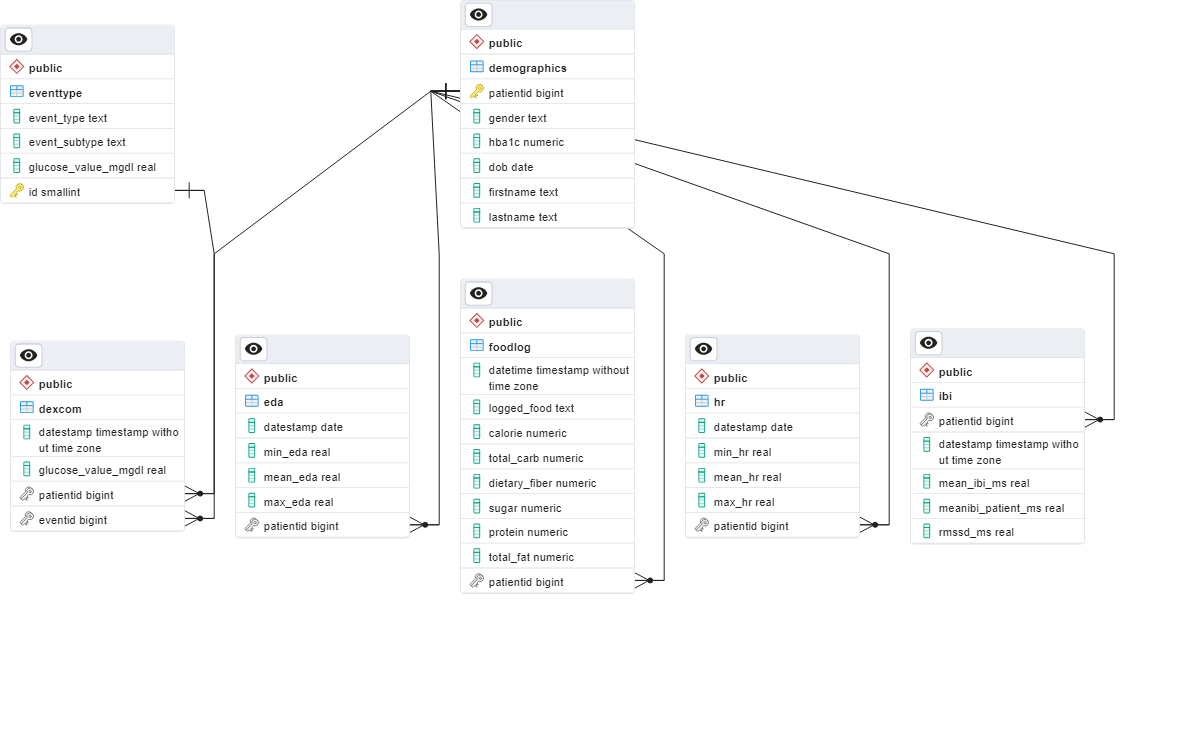 public
eventtype
event_type text
event_subtype text
glucose_value_mgdl real
id smallint
public
demographics
patientid bigint
gender text
hba1c numeric
dob date
firstname text
lastname text
public
dexcom
datestamp timestamp witho
ut time zone
glucose_value_mgdl real
patientid bigint
eventid bigint
public
eda
datestamp date
min_eda real
mean_eda real
max_eda real
patientid bigint
public
foodlog
datetime timestamp without
time zone
logged_food text
calorie numeric
total_carb numeric
dietary_fiber numeric
sugar numeric
protein numeric
total_fat numeric
patientid bigint
public
hr
datestamp date
min_hr real
mean_hr real
max_hr real
patientid bigint
public
ibi
patientid bigint
datestamp timestamp witho
ut time zone
mean_ibi_ms real
meanibi_patient_ms real
rmssd_ms real